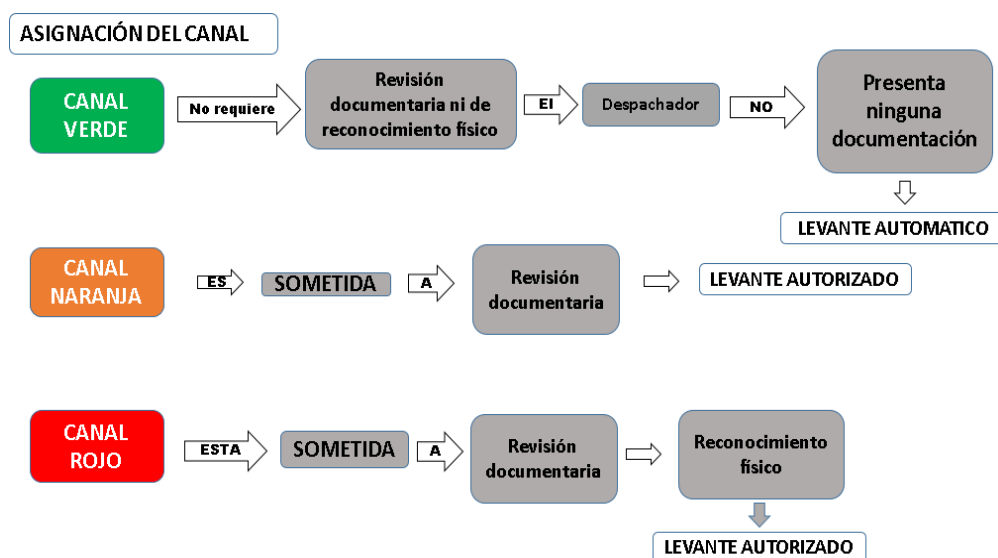 ASIGNACIÓN DEL CANAL
CANAL
VERDE
No requiere
Revisión
documentaria ni de
reconocimiento físico
El
Despachador
NO
Presenta
ninguna
documentación
LEVANTE AUTOMATICO
CANAL
NARANJA
ES
SOMETIDA
A
Revisión
documentaria
LEVANTE AUTORIZADO
CANAL
ROJO
ESTA
SOMETIDA
A
Revisión
documentaria
Reconocimiento
físico
LEVANTE AUTORIZADO